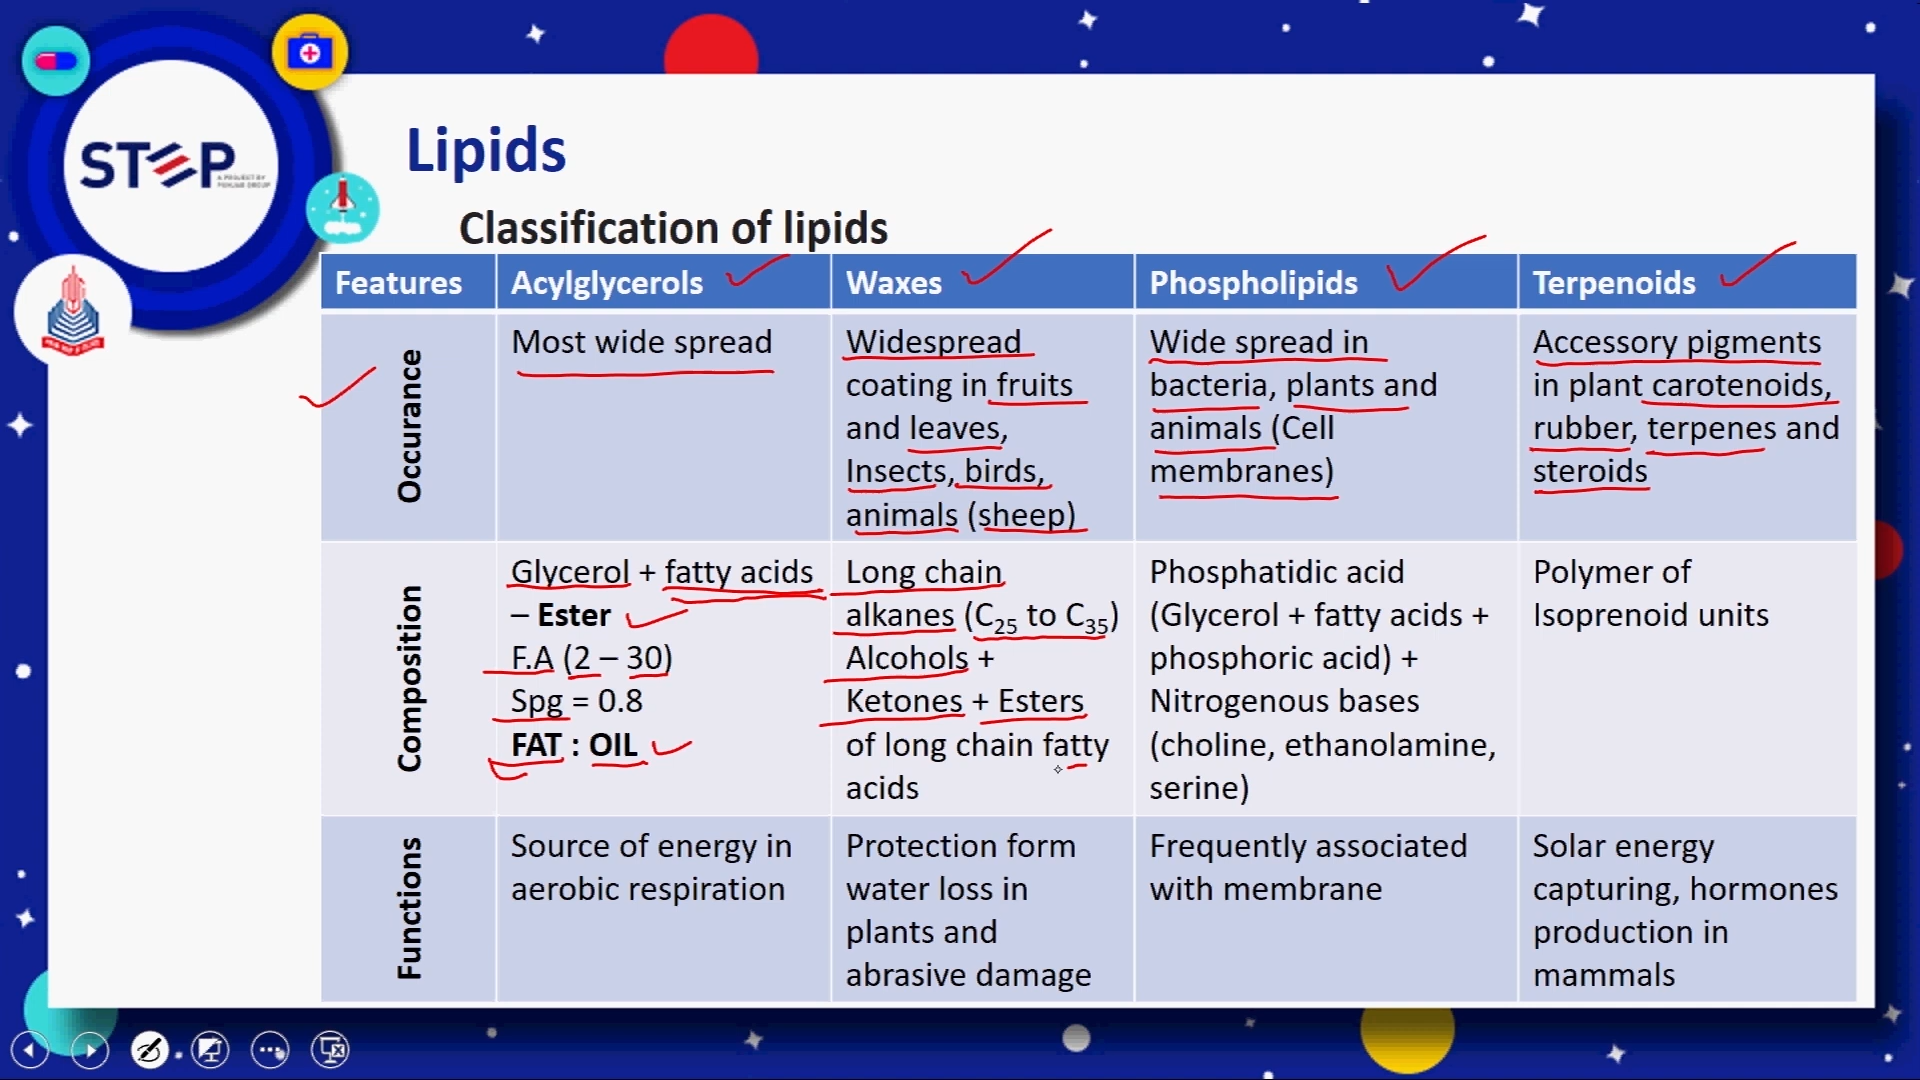 STEP
A PROJECT BY
PUNJAB GROUP
Lipids
Classification of lipids
Features
Acylglycerols
Waxes
Phospholipids
Terpenoids
Occurance
Most wide spread
Widespread
coating in fruits
and leaves,
Insects, birds,
animals (sheep)
Wide spread in
bacteria, plants and
animals (Cell
membranes)
Accessory pigments
in plant carotenoids,
rubber, terpenes and
steroids
Composition
Glycerol + fatty acids
– Ester
F.A (2 – 30)
Spg = 0.8
FAT : OIL
Long chain
alkanes (C25 to C35)
Alcohols +
Ketones + Esters
of long chain fatty
acids
Phosphatidic acid
(Glycerol + fatty acids +
phosphoric acid) +
Nitrogenous bases
(choline, ethanolamine,
serine)
Polymer of
Isoprenoid units
Functions
Source of energy in
aerobic respiration
Protection form
water loss in
plants and
abrasive damage
Frequently associated
with membrane
Solar energy
capturing, hormones
production in
mammals